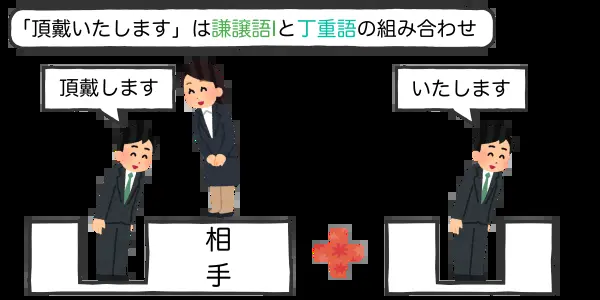 「頂戴いたします」は謙譲語Iと丁重語の組み合わせ
頂戴します
いたします
相
手